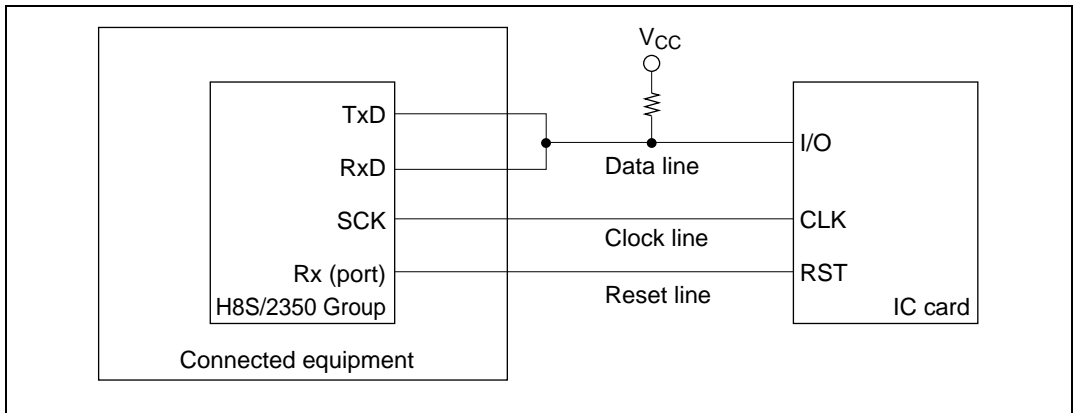 VCC
TxD
RxD
SCK
Rx (port)
H8S/2350 Group
Connected equipment
Data line
Clock line
Reset line
I/O
CLK
RST
IC card